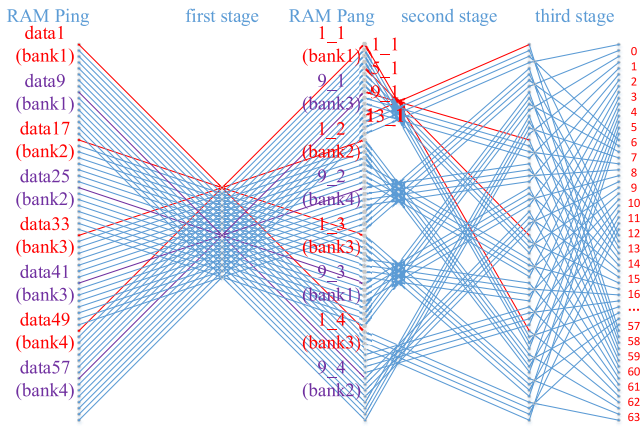 RAM Ping
first stage
RAM Pang
second stage
third stage
data1
(bank1)
data9
(bank1)
data17
(bank2)
data25
(bank2)
data33
(bank3)
data41
(bank3)
data49
(bank4)
data57
(bank4)
1_1
(bank1)
9_1
(bank3)
1_2
(bank2)
9_2
(bank4)
1_3
(bank3)
9_3
(bank1)
1_4
(bank3)
9_4
(bank2)
1_1
5_1
9_1
13_1
0
1
2
3
4
5
6
7
8
9
10
11
12
13
14
15
16
...
57
58
59
60
61
62
63